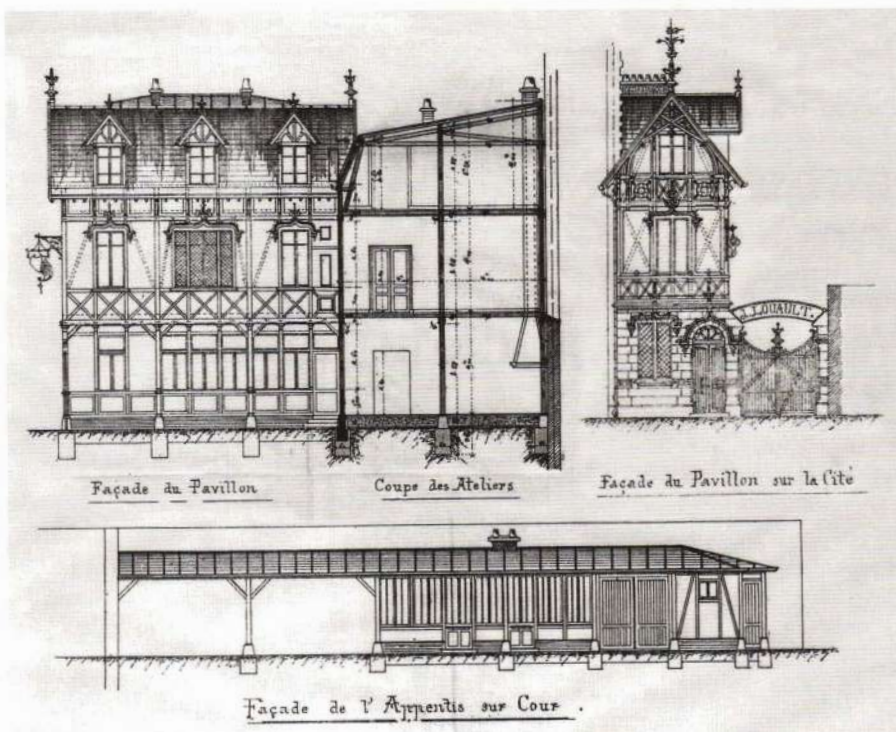 J. LOUAULT.
Façade du Pavillon
Coupe des Ateliers
Façade du Pavillon sur la Cité
Façade de l' Appentis sur Cour .